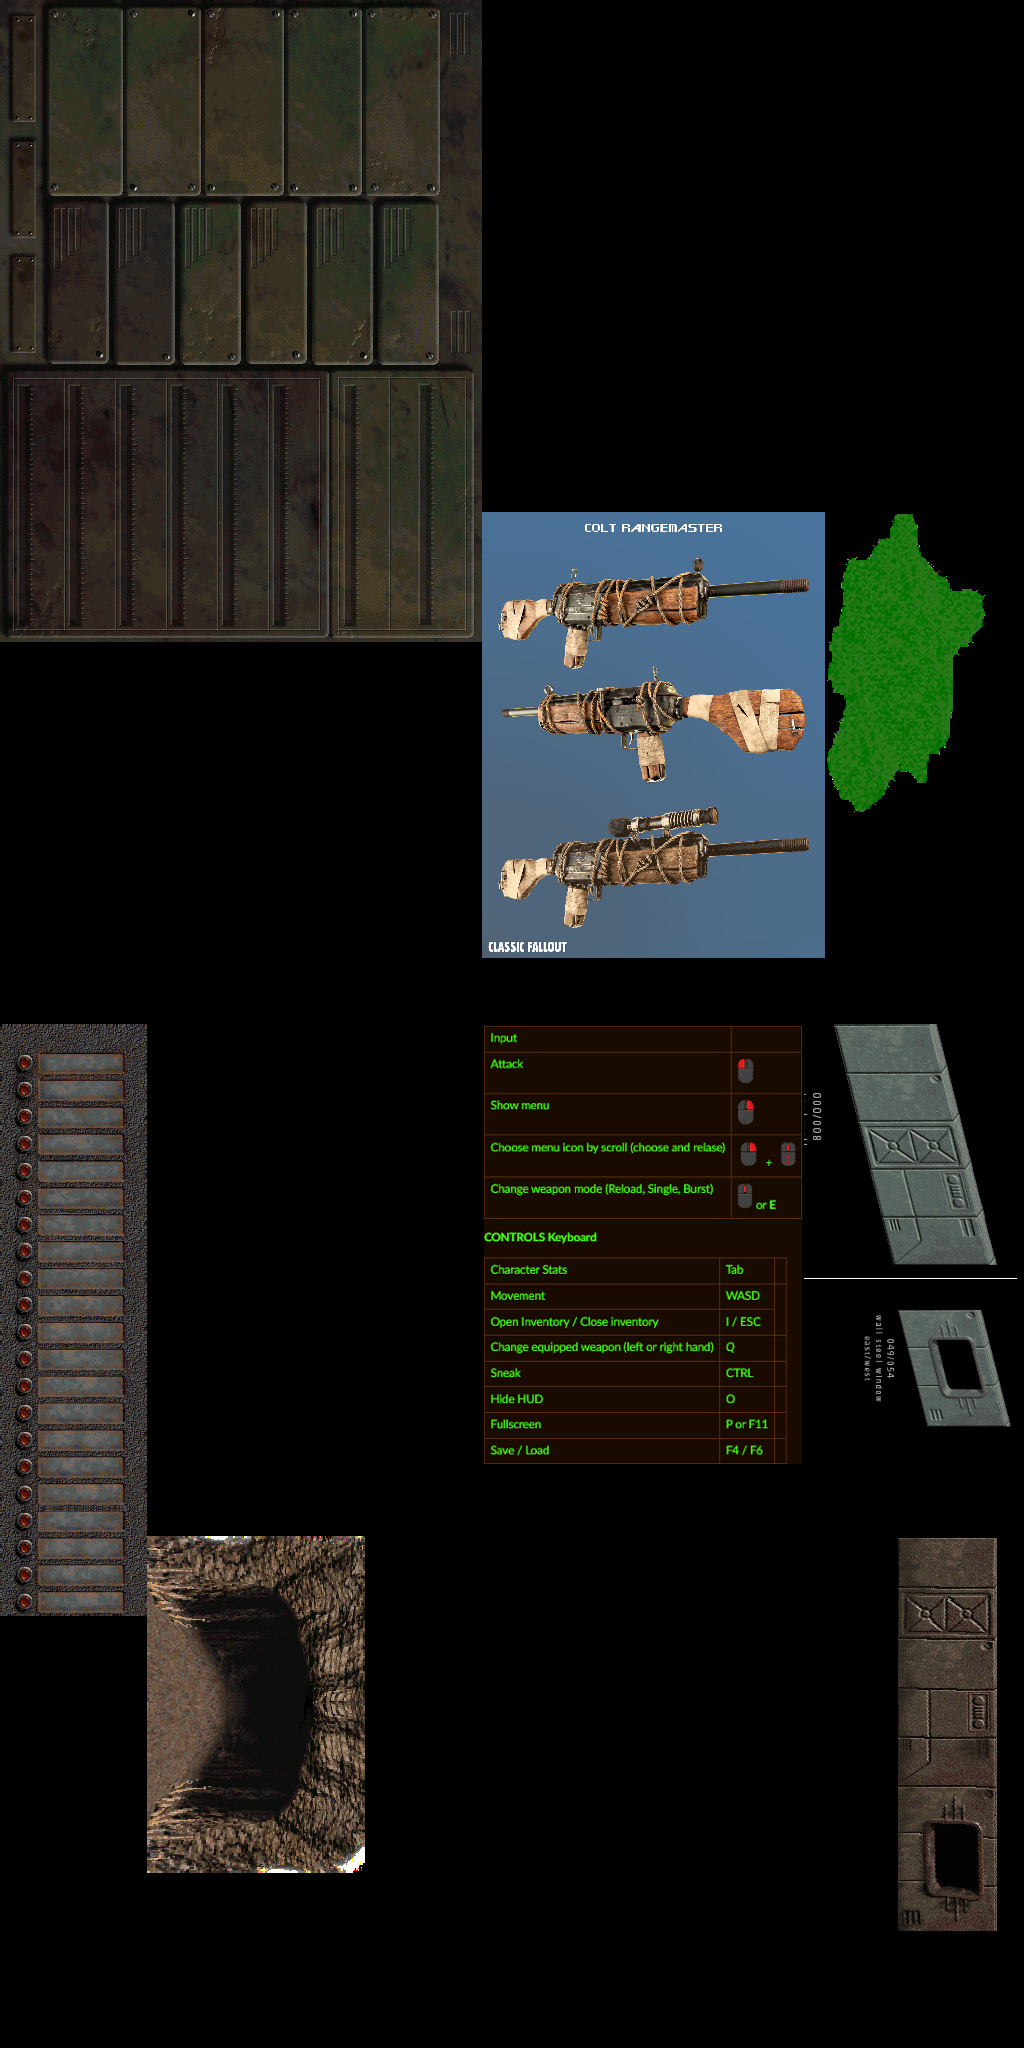 COLT RANGEMASTER
CLASSIC FALLOUT
Input
Attack
Show menu
Choose menu icon by scroll (choose and relase)
+
Change weapon mode (Reload, Single, Burst)
or E
CONTROLS Keyboard
Character Stats Tab
Movement WASD
Open Inventory / Close inventory I / ESC
Change equipped weapon (left or right hand) Q
Sneak CTRL
Hide HUD O
Fullscreen P or F11
Save / Load F4 / F6
000/008
049/054
wall steel window
east/west